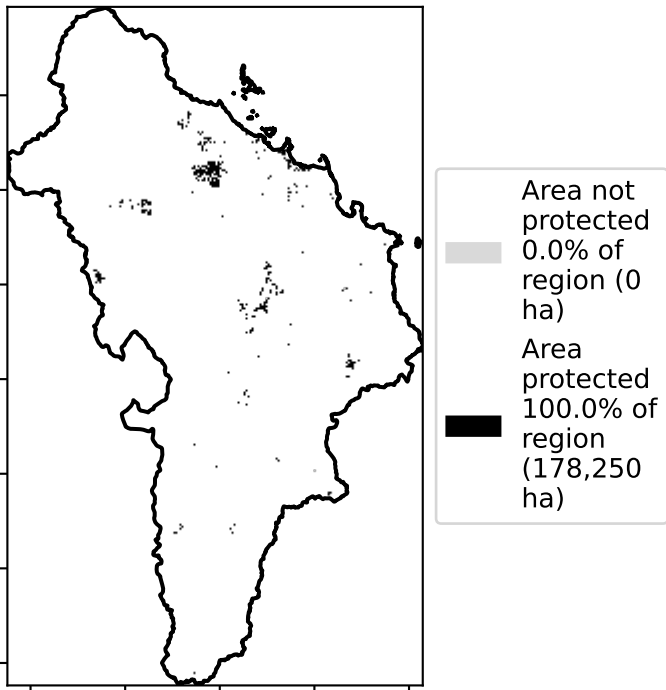 Area not
protected
0.0% of
region (0
ha)
Area
protected
100.0% of
region
(178,250
ha)